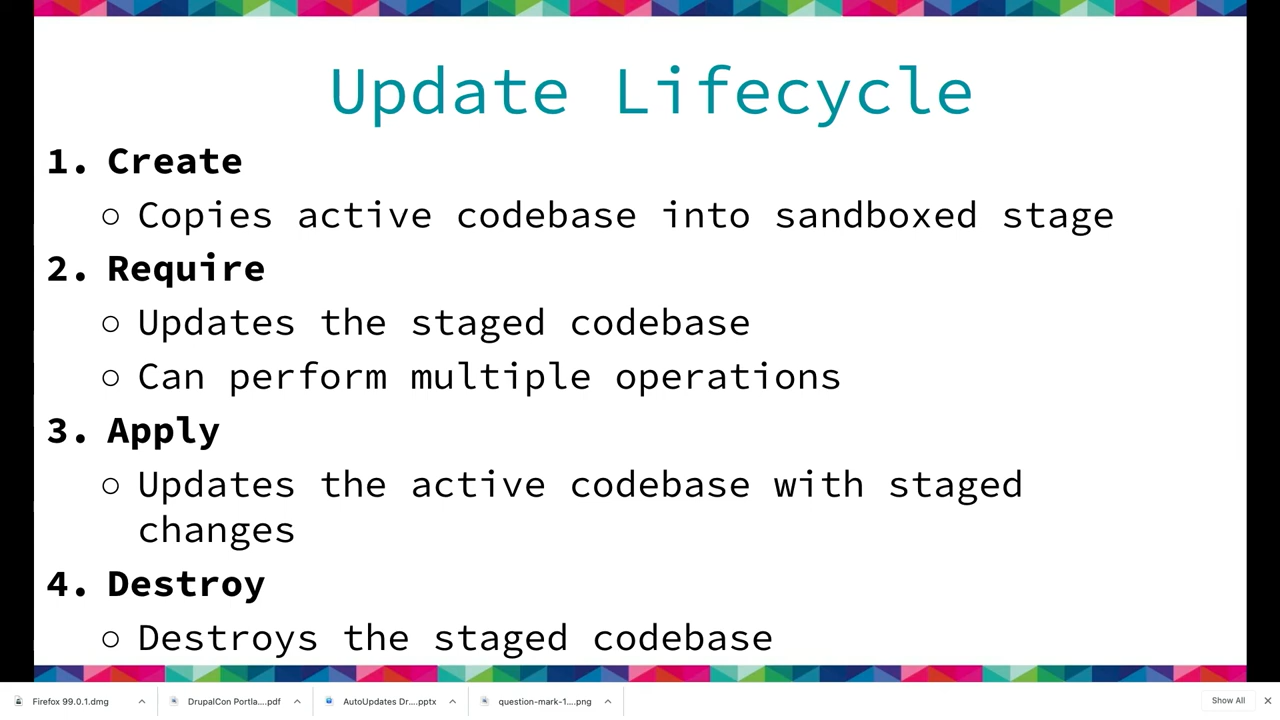 Update Lifecycle
1. Create
○ Copies active codebase into sandboxed stage
2. Require
○ Updates the staged codebase
○ Can perform multiple operations
3. Apply
○ Updates the active codebase with staged
changes
4. Destroy
○ Destroys the staged codebase
Firefox 99.0.1.dmg
DrupalCon Portla....pdf
AutoUpdates Dr....pptx
question-mark-1....png
Show All